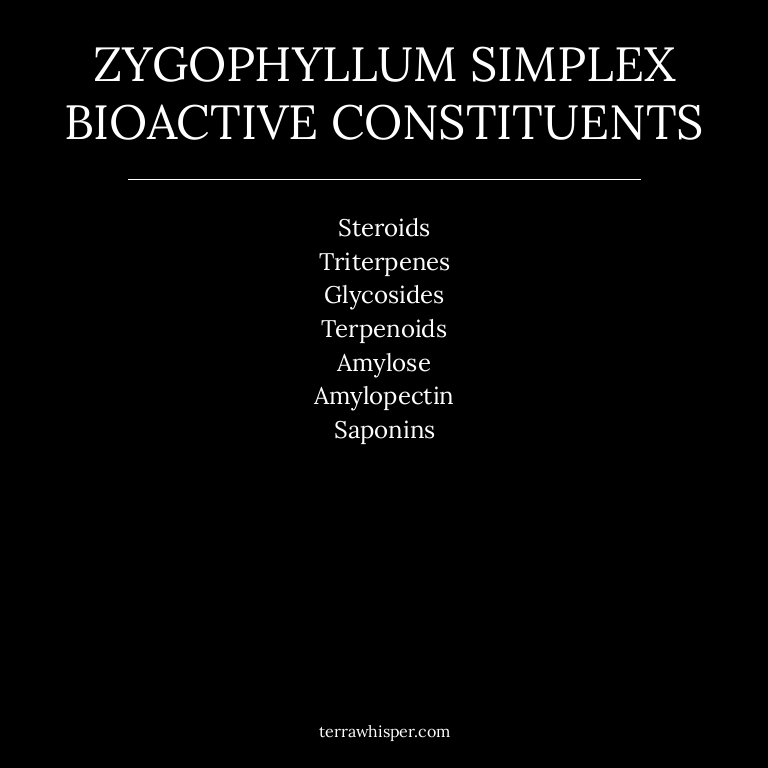 ZYGOPHYLLUM SIMPLEX
BIOACTIVE CONSTITUENTS
Steroids
Triterpenes
Glycosides
Terpenoids
Amylose
Amylopectin
Saponins
terrawhisper.com